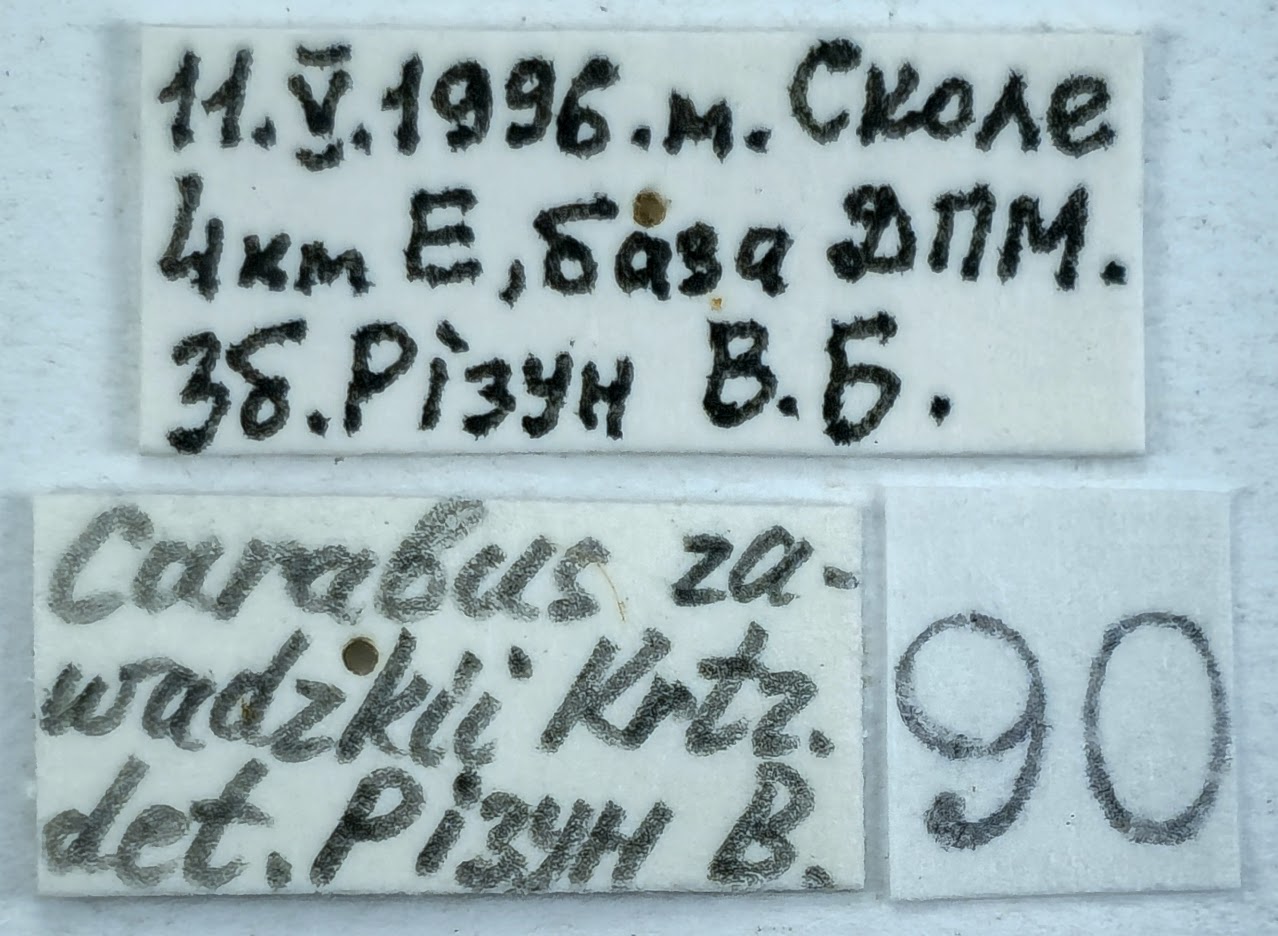 11.V.1996.м. Сколе
4км E, база ДПМ.
Зб. Різун В.Б.
Carabus za-
wadzkii Krtz.
det. Різун В.
90